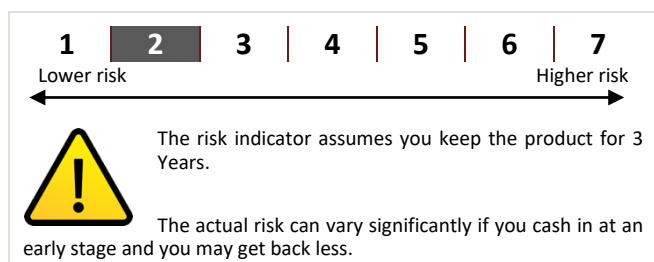 1 2 3 4 5 6 7
Lower risk Higher risk
The risk indicator assumes you keep the product for 3
Years.
The actual risk can vary significantly if you cash in at an
early stage and you may get back less.